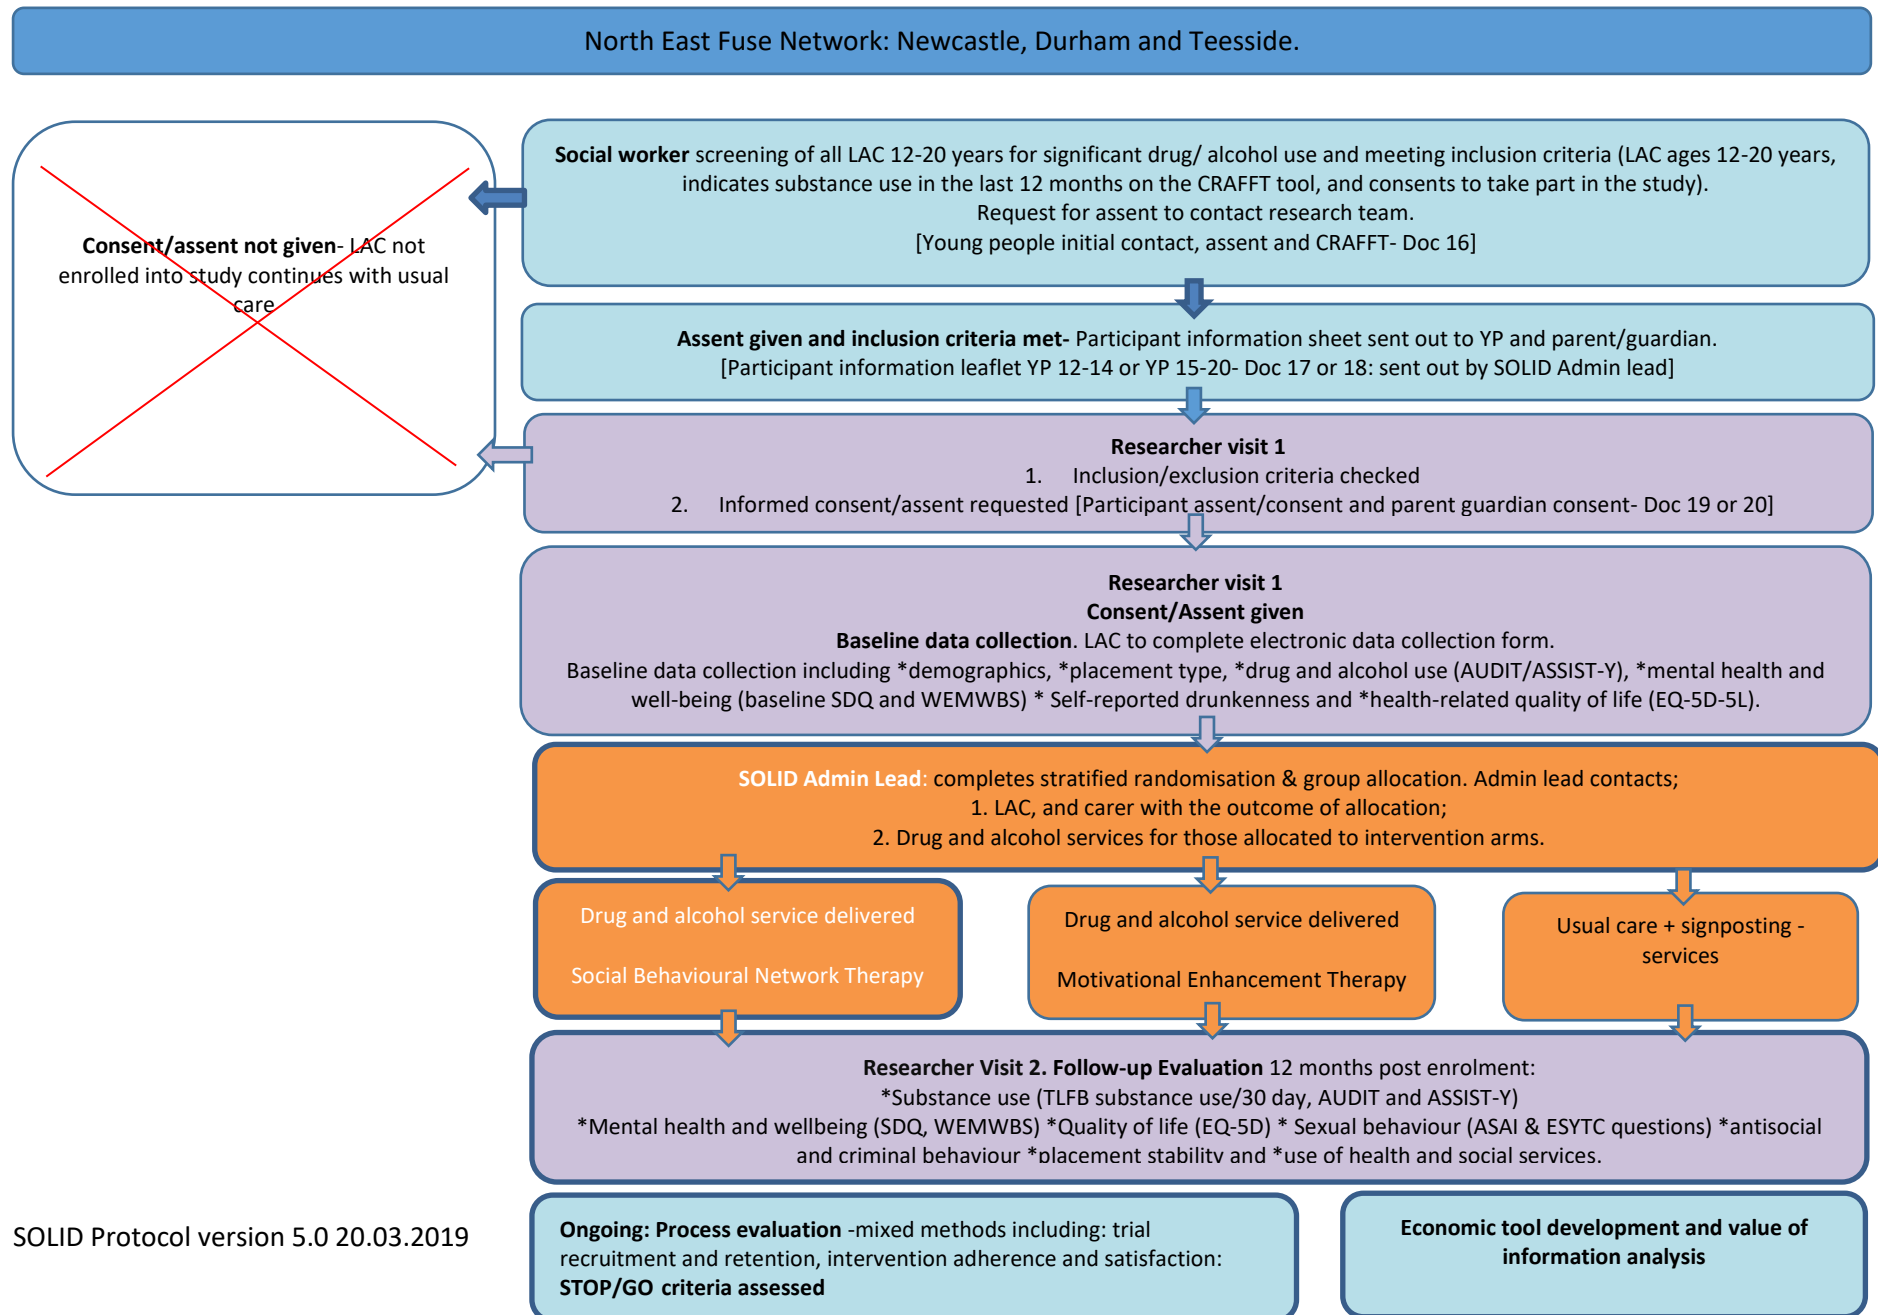 North East Fuse Network: Newcastle, Durham and Teesside.
Consent/assent not given- LAC not
enrolled into study continues with usual
care
Social worker screening of all LAC 12-20 years for significant drug/ alcohol use and meeting inclusion criteria (LAC ages 12-20 years,
indicates substance use in the last 12 months on the CRAFFT tool, and consents to take part in the study).
Request for assent to contact research team.
[Young people initial contact, assent and CRAFFT- Doc 16]
Assent given and inclusion criteria met- Participant information sheet sent out to YP and parent/guardian.
[Participant information leaflet YP 12-14 or YP 15-20- Doc 17 or 18: sent out by SOLID Admin lead]
Researcher visit 1
1. Inclusion/exclusion criteria checked
2. Informed consent/assent requested [Participant assent/consent and parent guardian consent- Doc 19 or 20]
Researcher visit 1
Consent/Assent given
Baseline data collection. LAC to complete electronic data collection form.
Baseline data collection including *demographics, *placement type, *drug and alcohol use (AUDIT/ASSIST-Y), *mental health and
well-being (baseline SDQ and WEMWBS) * Self-reported drunkenness and *health-related quality of life (EQ-5D-5L).
SOLID Admin Lead: completes stratified randomisation & group allocation. Admin lead contacts;
1. LAC, and carer with the outcome of allocation;
2. Drug and alcohol services for those allocated to intervention arms.
Drug and alcohol service delivered
Social Behavioural Network Therapy
Drug and alcohol service delivered
Motivational Enhancement Therapy
Usual care + signposting -
services
Researcher Visit 2. Follow-up Evaluation 12 months post enrolment:
*Substance use (TLFB substance use/30 day, AUDIT and ASSIST-Y)
*Mental health and wellbeing (SDQ, WEMWBS) *Quality of life (EQ-5D) * Sexual behaviour (ASAI & ESYTC questions) *antisocial
and criminal behaviour *placement stability and *use of health and social services.
Ongoing: Process evaluation -mixed methods including: trial
recruitment and retention, intervention adherence and satisfaction:
STOP/GO criteria assessed
Economic tool development and value of
information analysis
SOLID Protocol version 5.0 20.03.2019